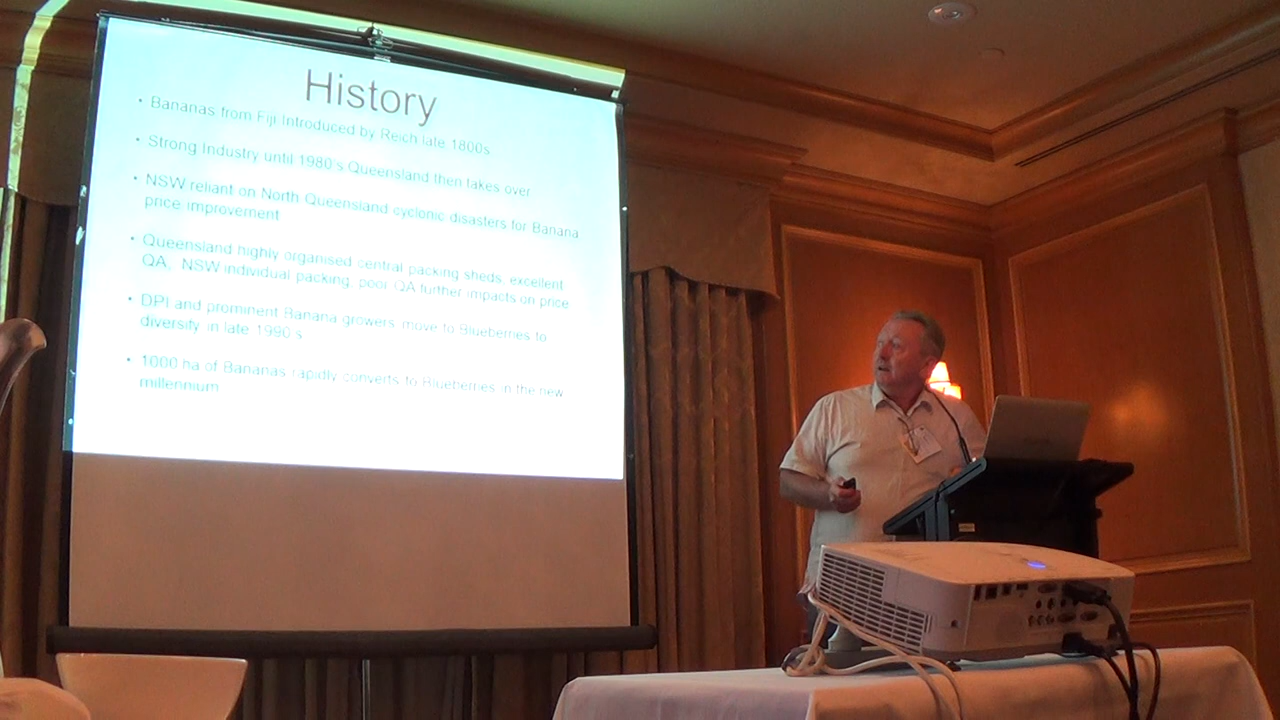 History
• Bananas from Fiji Introduced by Reich late 1800s
• Strong Industry until 1980's Queensland then takes over
• NSW reliant on North Queensland cyclonic disasters for Banana
price improvement
• Queensland highly organised central packing sheds, excellent
QA, NSW individual packing, poor QA further impacts on price
• DPI and prominent Banana growers move to Blueberries to
diversity in late 1990's
• 1000 ha of Bananas rapidly converts to Blueberries in the new
millennium